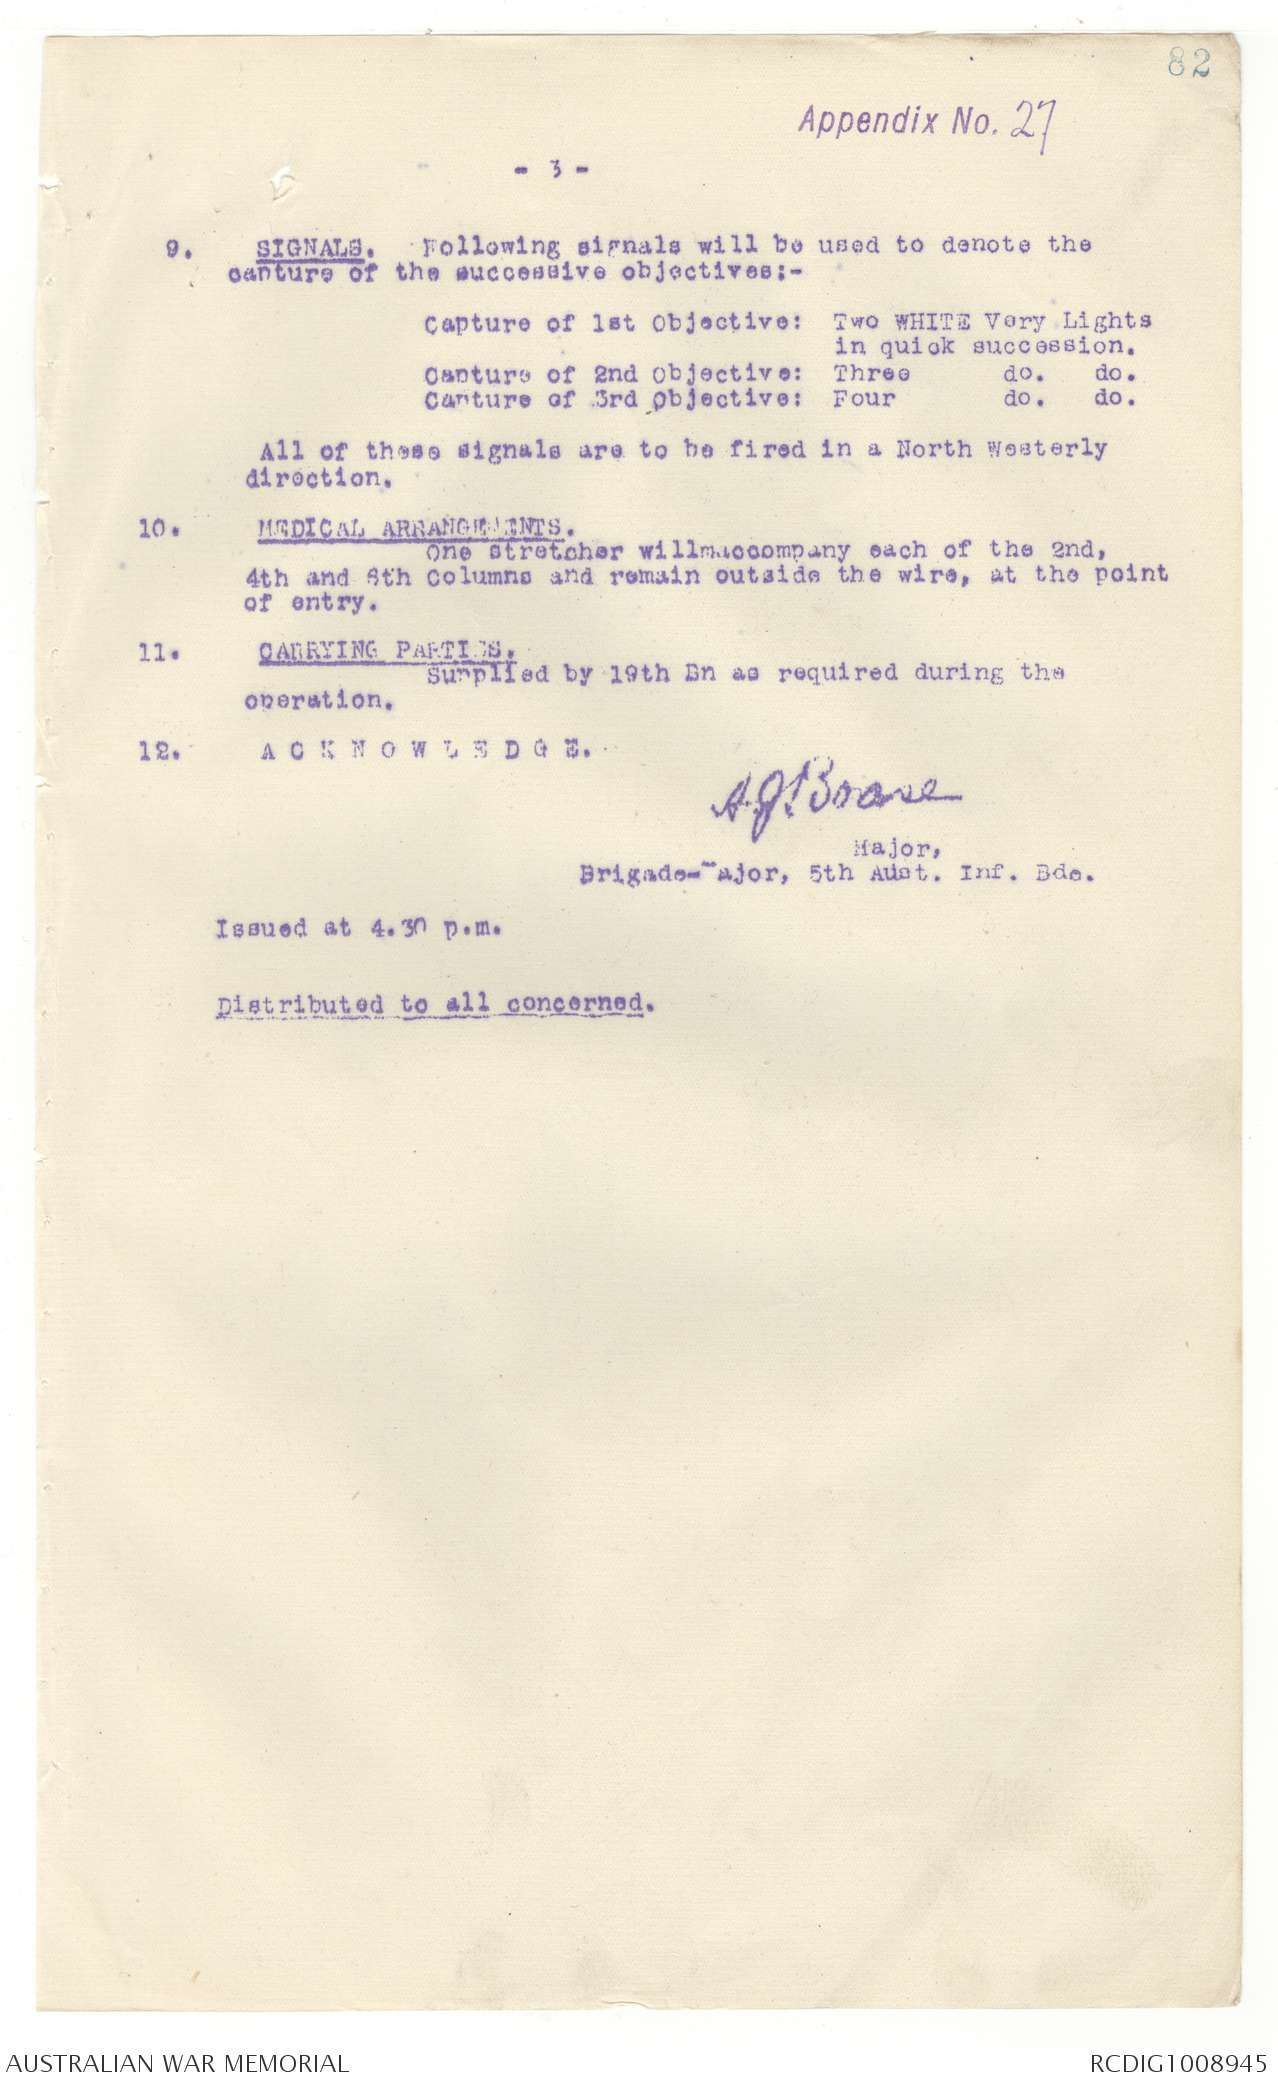 82
Appendix No. 27
- 3 -
9. SIGNALS. Following signals will be used to denote the
capture of the successive objectives:-
Capture of 1st Objective: Two WHITE Very Lights
in quick succession.
Capture of 2nd Objective: Three do. do.
Capture of 3rd Objective: Four do. do.
All of these signals are to be fired in a North Westerly
direction.
10. MEDICAL ARRANGEMENTS.
One stretcher willmaccompany each of the 2nd,
4th and 6th Columns and remain outside the wire, at the point
of entry.
11. CARRYING PARTIES.
Supplied by 19th Bn as required during the
operation.
12. A C K N O W L E D G E.
Major,
Brigade-Major, 5th Aust. Inf. Bde.
Issued at 4.30 p.m.
Distributed to all concerned.
AUSTRALIAN WAR MEMORIAL
RCDIG1008945